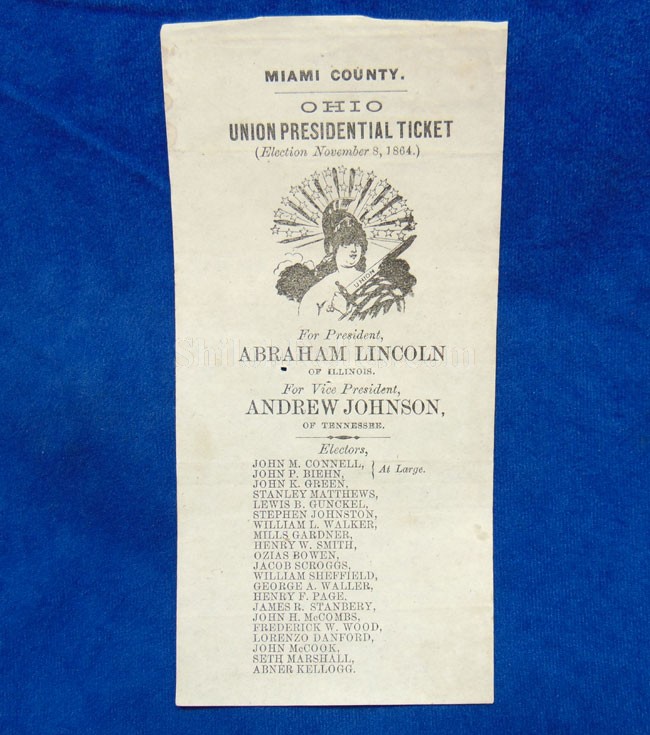 MIAMI COUNTY.
OHIO
UNION PRESIDENTIAL TICKET
(Election November 8, 1864.)
UNION
For President,
ABRAHAM LINCOLN
OF ILLINOIS.
For Vice President,
ANDREW JOHNSON,
OF TENNESSEE.
Electors,
JOHN M. CONNELL,
JOHN P. BIEHN,
At Large.
JOHN K. GREEN,
STANLEY MATTHEWS,
LEWIS B. GUNCKEL,
STEPHEN JOHNSTON,
WILLIAM L. WALKER,
MILLS GARDNER,
HENRY W. SMITH,
OZIAS BOWEN,
JACOB SCROGGS,
WILLIAM SHEFFIELD,
GEORGE A. WALLER,
HENRY F. PAGE,
JAMES R. STANBERY,
JOHN H. McCOMBS,
FREDERICK W. WOOD,
LORENZO DANFORD,
JOHN McCOOK,
SETH MARSHALL,
ABNER KELLOGG.